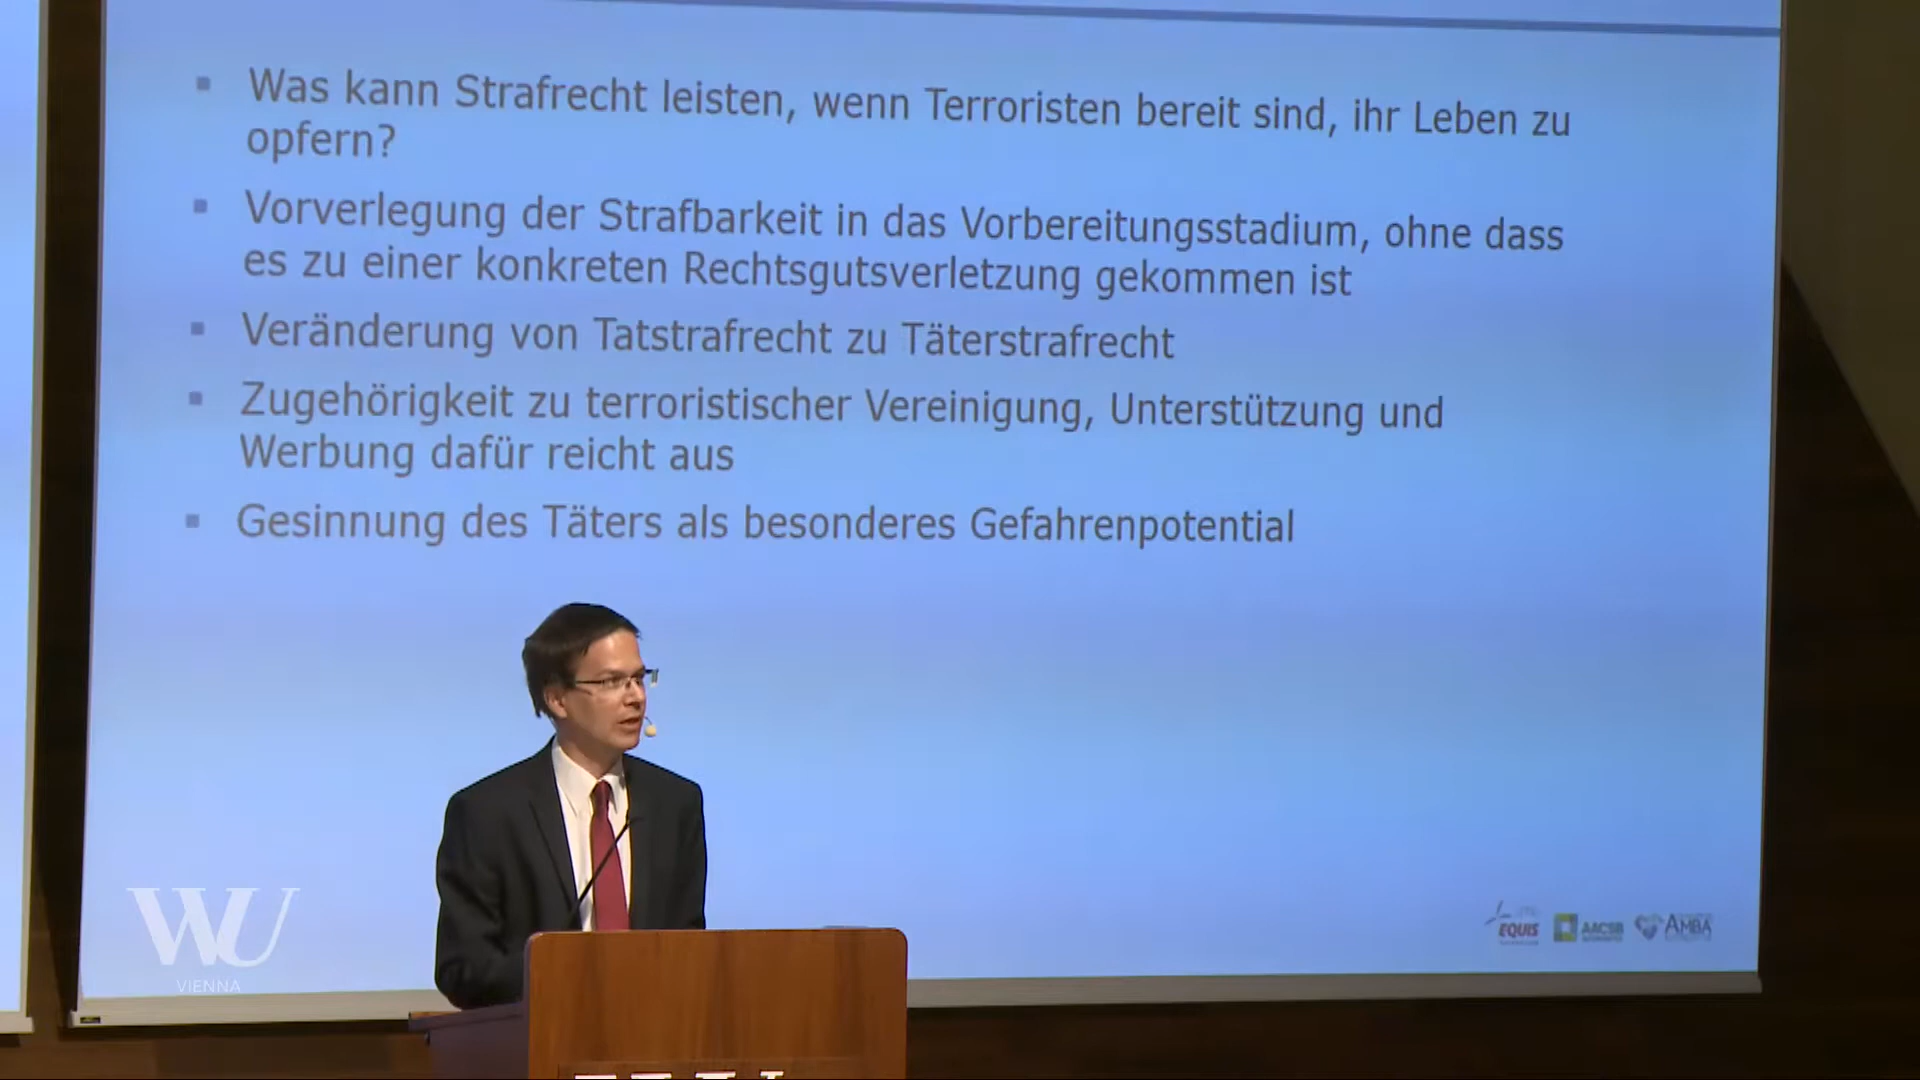 Was kann Strafrecht leisten, wenn Terroristen bereit sind, ihr Leben zu
opfern?
Vorverlegung der Strafbarkeit in das Vorbereitungsstadium, ohne dass
es zu einer konkreten Rechtsgutsverletzung gekommen ist
Veränderung von Tatstrafrecht zu Täterstrafrecht
Zugehörigkeit zu terroristischer Vereinigung, Unterstützung und
Werbung dafür reicht aus
Gesinnung des Täters als besonderes Gefahrenpotential
WU
VIENNA
EQUIS
AACSB
AMBA